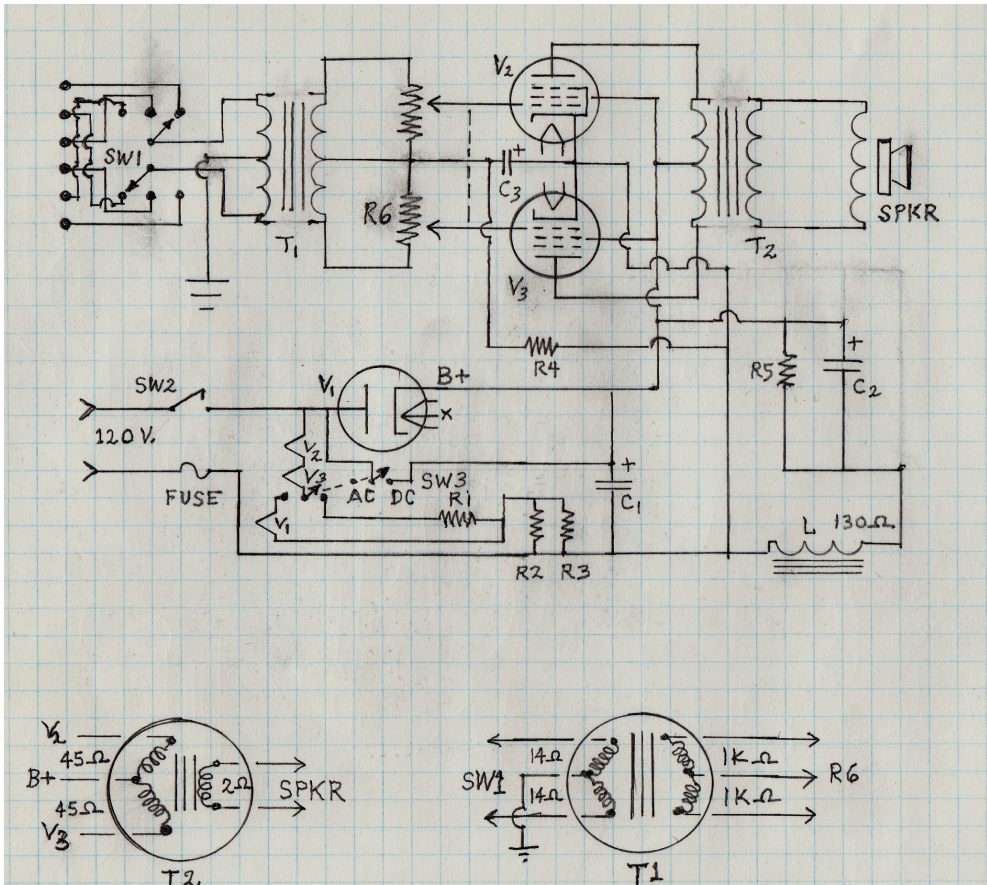 V2
SW1
C3
+
R6
T1
V3
T2
SPKR
R4
R5
+
C2
SW2
V1
B+
X
120 V.
V2
V3
AC DC SW3
+
C1
FUSE
R1
V1
L 130Ω
R2 R3
V2
45Ω
B+
45Ω
V3
2Ω
SPKR
T2
14Ω
SW1
14Ω
1KΩ
R6
1KΩ
T1